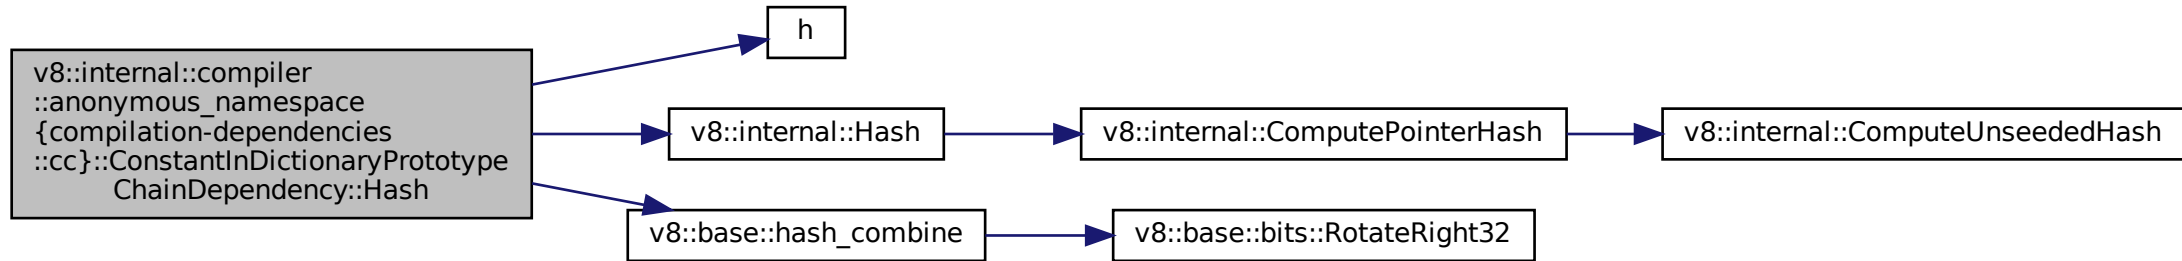 v8::internal::compiler
::anonymous_namespace
{compilation-dependencies
::cc}::ConstantInDictionaryPrototype
ChainDependency::Hash
h
v8::internal::Hash
v8::internal::ComputePointerHash
v8::internal::ComputeUnseededHash
v8::base::hash_combine
v8::base::bits::RotateRight32